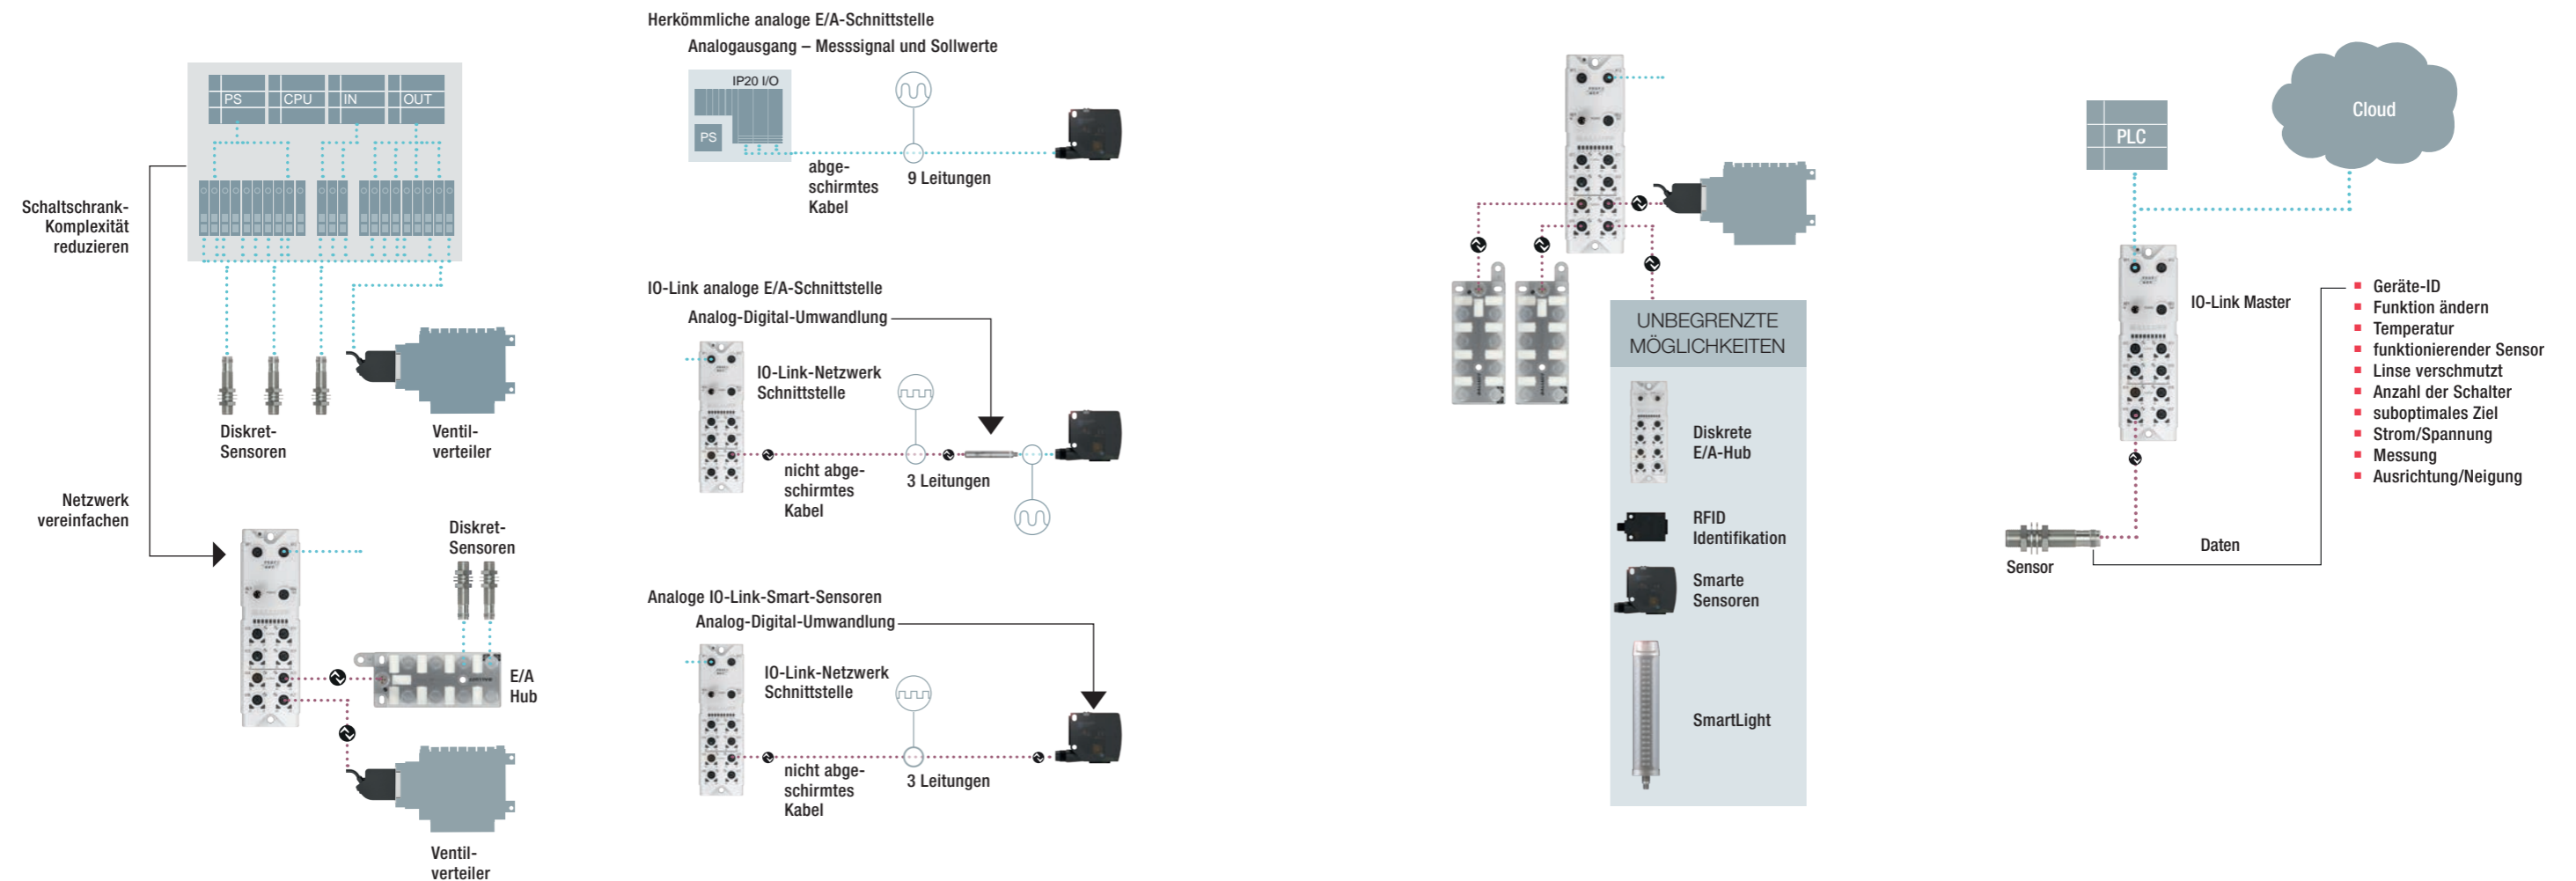 PS
CPU
IN
OUT
Schaltschrank-
Komplexität
reduzieren
Diskret-
Sensoren
Ventil-
verteiler
Netzwerk
vereinfachen
Diskret-
Sensoren
E/A
Hub
Ventil-
verteiler
Herkömmliche analoge E/A-Schnittstelle
Analogausgang – Messsignal und Sollwerte
IP20 I/O
PS
abge-
schirmtes
Kabel
9 Leitungen
IO-Link analoge E/A-Schnittstelle
Analog-Digital-Umwandlung
IO-Link-Netzwerk
Schnittstelle
nicht abge-
schirmtes
Kabel
3 Leitungen
Analoge IO-Link-Smart-Sensoren
Analog-Digital-Umwandlung
IO-Link-Netzwerk
Schnittstelle
nicht abge-
schirmtes
Kabel
3 Leitungen
UNBEGRENZTE
MÖGLICHKEITEN
Diskrete
E/A-Hub
RFID
Identifikation
Smarte
Sensoren
SmartLight
PLC
Cloud
IO-Link Master
Geräte-ID
Funktion ändern
Temperatur
funktionierender Sensor
Linse verschmutzt
Anzahl der Schalter
suboptimales Ziel
Strom/Spannung
Messung
Ausrichtung/Neigung
Daten
Sensor